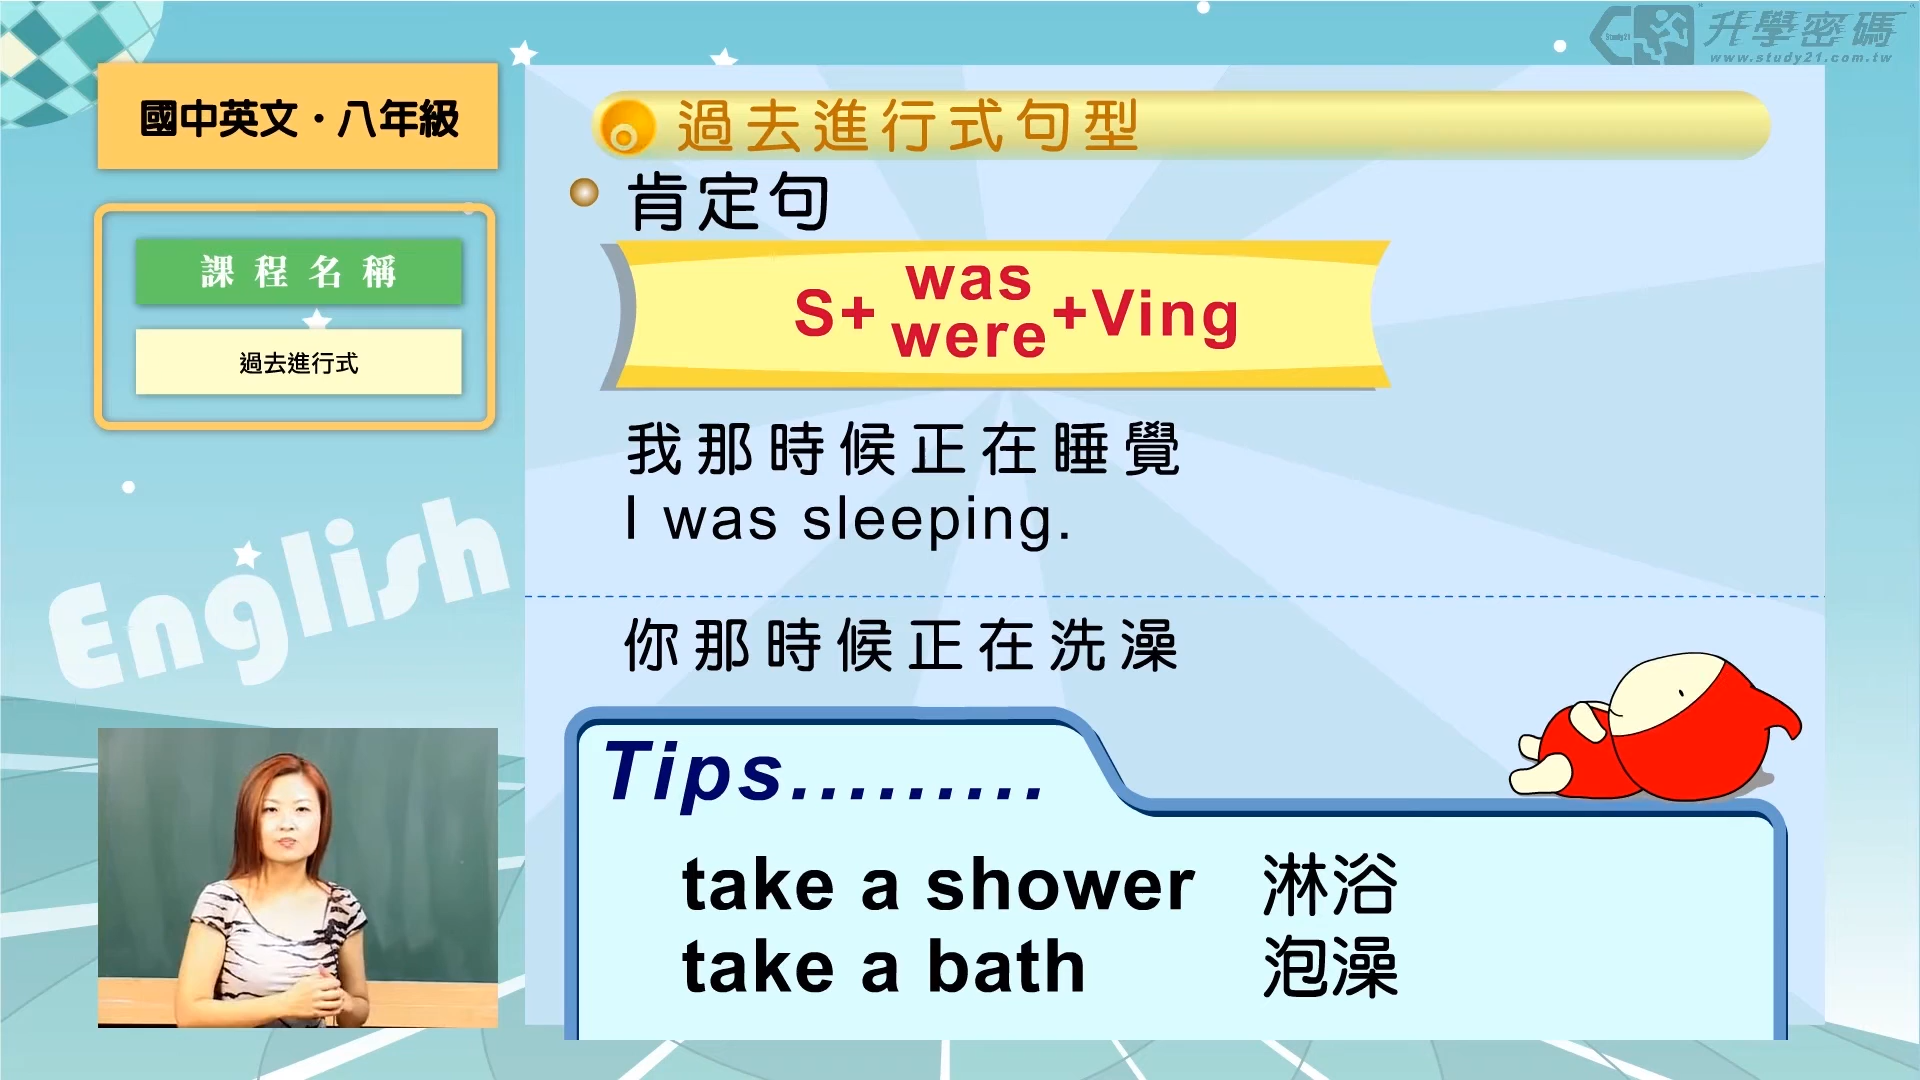 升學密碼
Study21
www.study21.com.tw
國中英文・八年級
課程名稱
過去進行式
English
過去進行式句型
肯定句
was
S+ +Ving
were
我那時候正在睡覺
I was sleeping.
你那時候正在洗澡
Tips.........
take a shower 淋浴
take a bath 泡澡